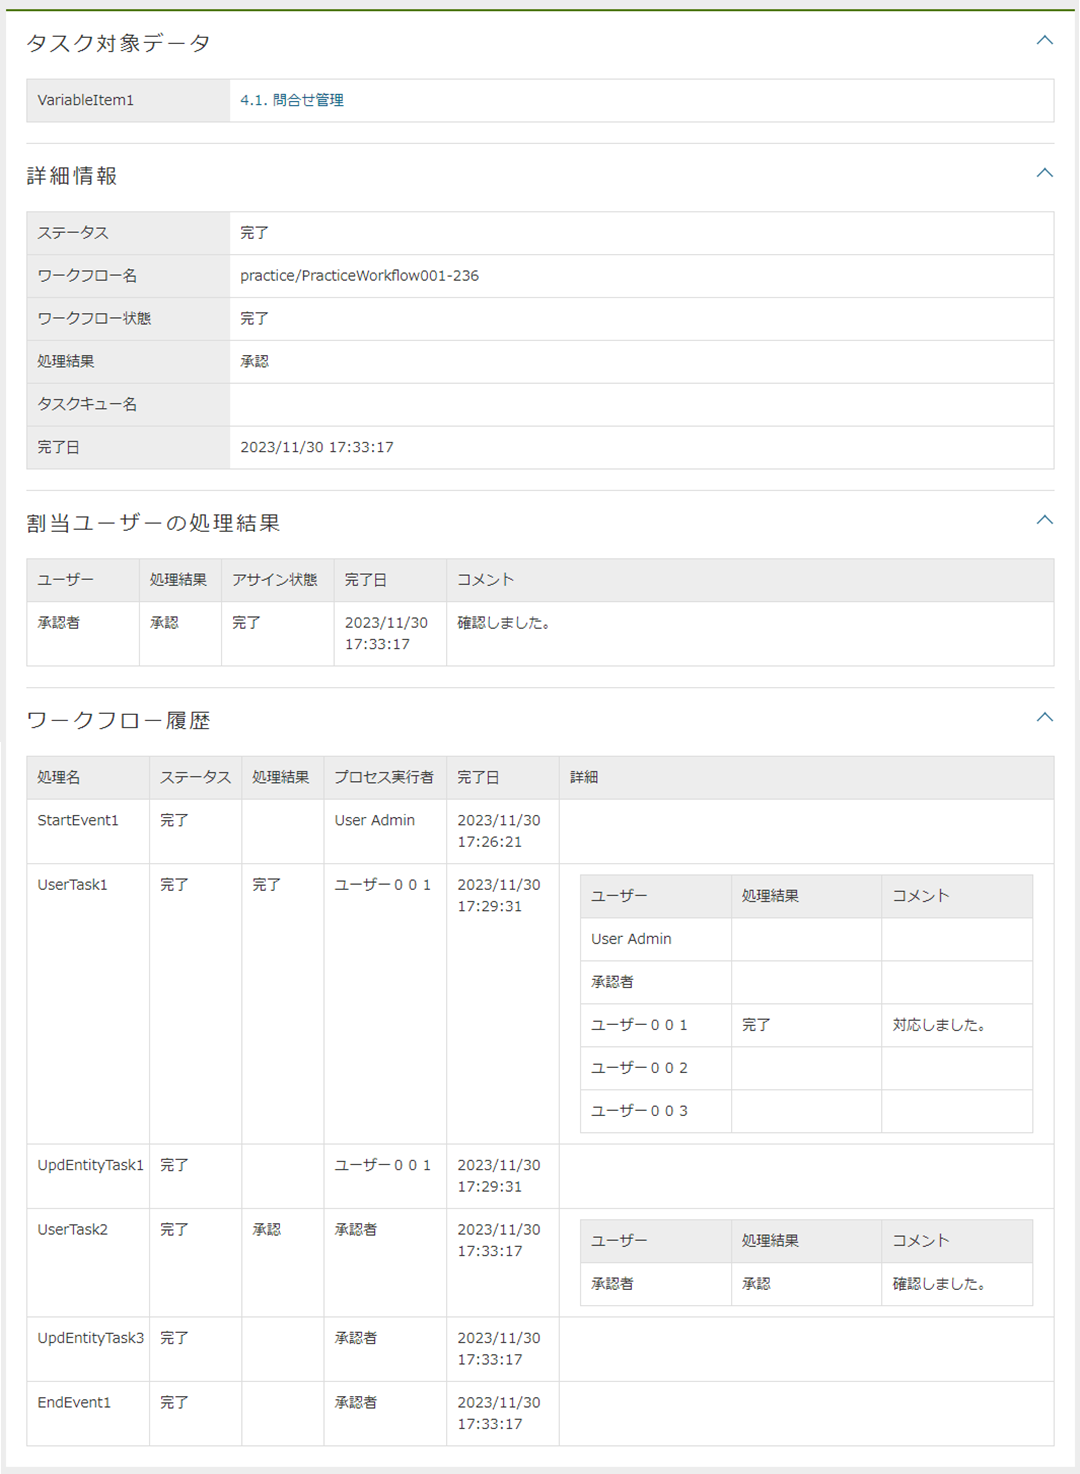 タスク対象データ
VariableItem1 4.1. 問合せ管理
詳細情報
ステータス 完了
ワークフロー名 practice/PracticeWorkflow001-236
ワークフロー状態 完了
処理結果 承認
タスクキュー名
完了日 2023/11/30 17:33:17
割当ユーザーの処理結果
ユーザー 処理結果 アサイン状態 完了日 コメント
承認者 承認 完了 2023/11/30 確認しました。
17:33:17
ワークフロー履歴
処理名 ステータス 処理結果 プロセス実行者 完了日 詳細
StartEvent1 完了 User Admin 2023/11/30
17:26:21
UserTask1 完了 完了 ユーザー００１ 2023/11/30
17:29:31
ユーザー 処理結果 コメント
User Admin
承認者
ユーザー００１ 完了 対応しました。
ユーザー００２
ユーザー００３
UpdEntityTask1 完了 ユーザー００１ 2023/11/30
17:29:31
UserTask2 完了 承認 承認者 2023/11/30
17:33:17
ユーザー 処理結果 コメント
承認者 承認 確認しました。
UpdEntityTask3 完了 承認者 2023/11/30
17:33:17
EndEvent1 完了 承認者 2023/11/30
17:33:17